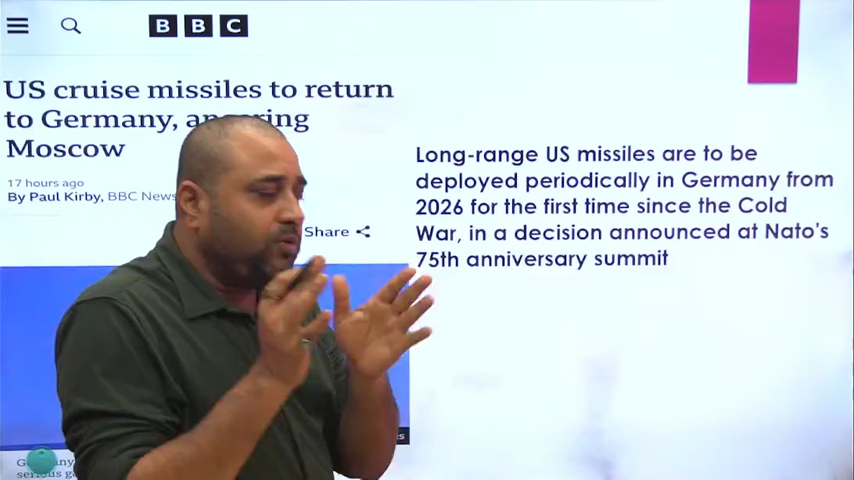 BBC
US cruise missiles to return
to Germany, angering
Moscow
17 hours ago
By Paul Kirby, BBC News
Share
Long-range US missiles are to be
deployed periodically in Germany from
2026 for the first time since the Cold
War, in a decision announced at Nato's
75th anniversary summit